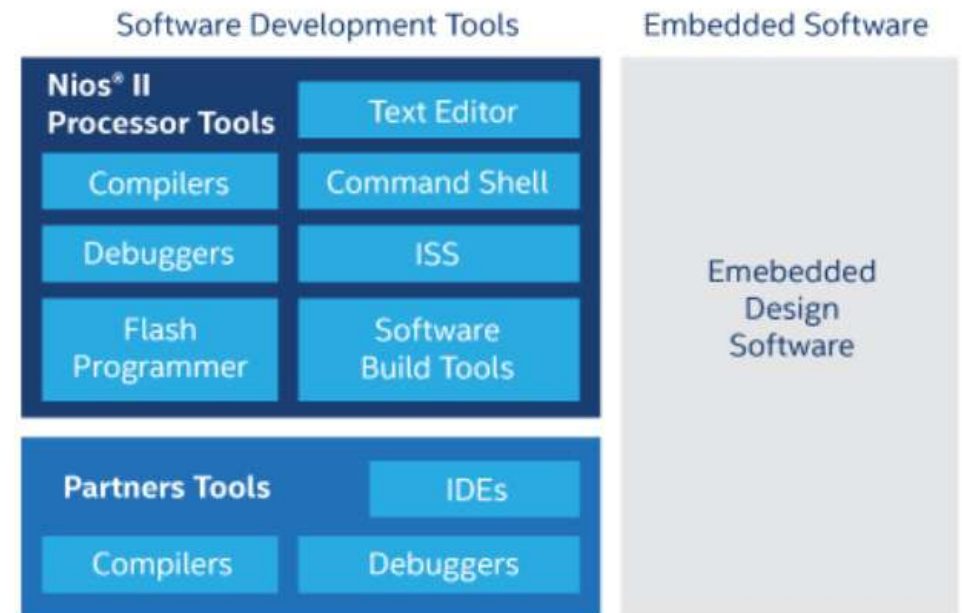 Software Development Tools
Nios® II
Processor Tools
Text Editor
Compilers
Command Shell
Debuggers
ISS
Flash
Programmer
Software
Build Tools
Partners Tools
IDEs
Compilers
Debuggers
Embedded Software
Emebedded
Design
Software